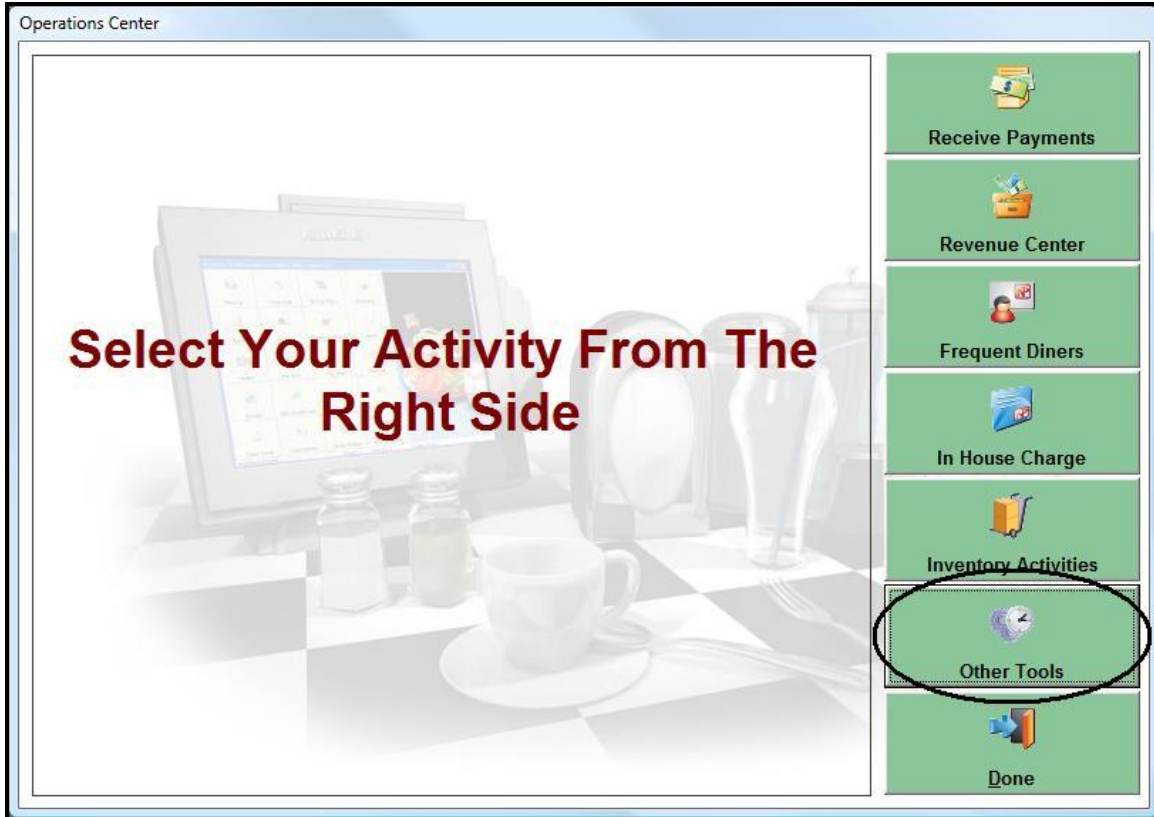 Operations Center
Select Your Activity From The
Right Side
Receive Payments
Revenue Center
Frequent Diners
In House Charge
Inventory Activities
Other Tools
Done